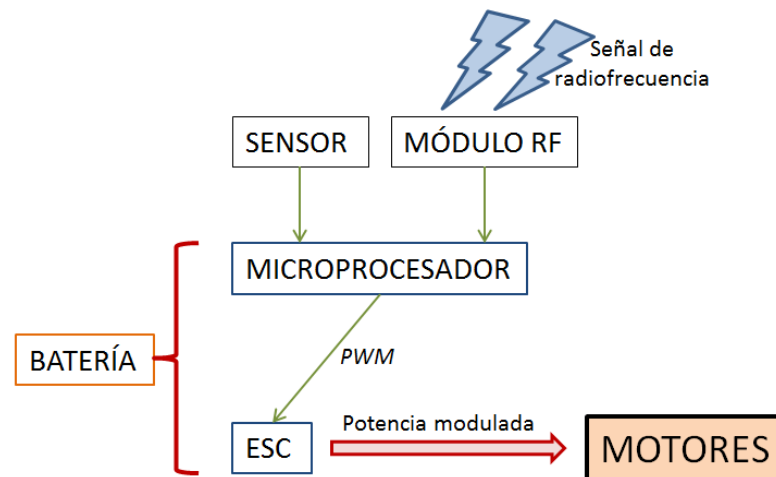 Señal de
radiofrecuencia
SENSOR
MÓDULO RF
MICROPROCESADOR
BATERÍA
PWM
ESC
Potencia modulada
MOTORES